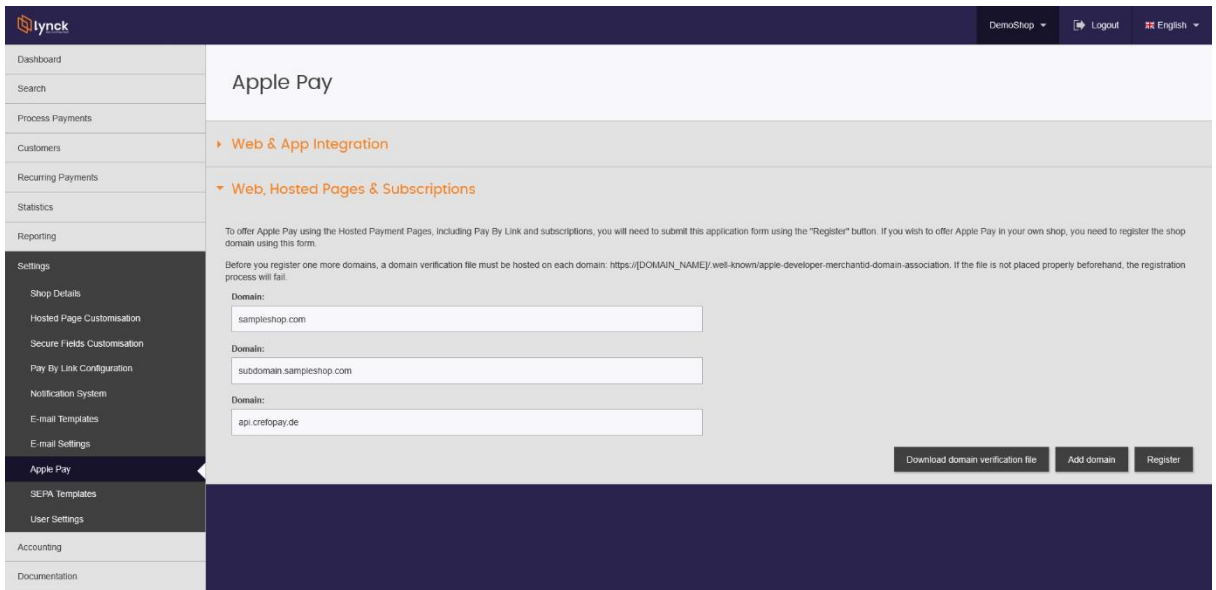 lynck
DemoShop
Logout
English
Dashboard
Search
Process Payments
Customers
Recurring Payments
Statistics
Reporting
Settings
Shop Details
Hosted Page Customisation
Secure Fields Customisation
Pay By Link Configuration
Notification System
E-mail Templates
E-mail Settings
Apple Pay
SEPA Templates
User Settings
Accounting
Documentation
Apple Pay
Web & App Integration
Web, Hosted Pages & Subscriptions
To offer Apple Pay using the Hosted Payment Pages, including Pay By Link and subscriptions, you will need to submit this application form using the "Register" button. If you wish to offer Apple Pay in your own shop, you need to register the shop
domain using this form.
Before you register one more domains, a domain verification file must be hosted on each domain: https://[DOMAIN_NAME]/.well-known/apple-developer-merchantid-domain-association. If the file is not placed properly beforehand, the registration
process will fail.
Domain:
sampleshop.com
Domain:
subdomain.sampleshop.com
Domain:
api.crefopay.de
Download domain verification file
Add domain
Register